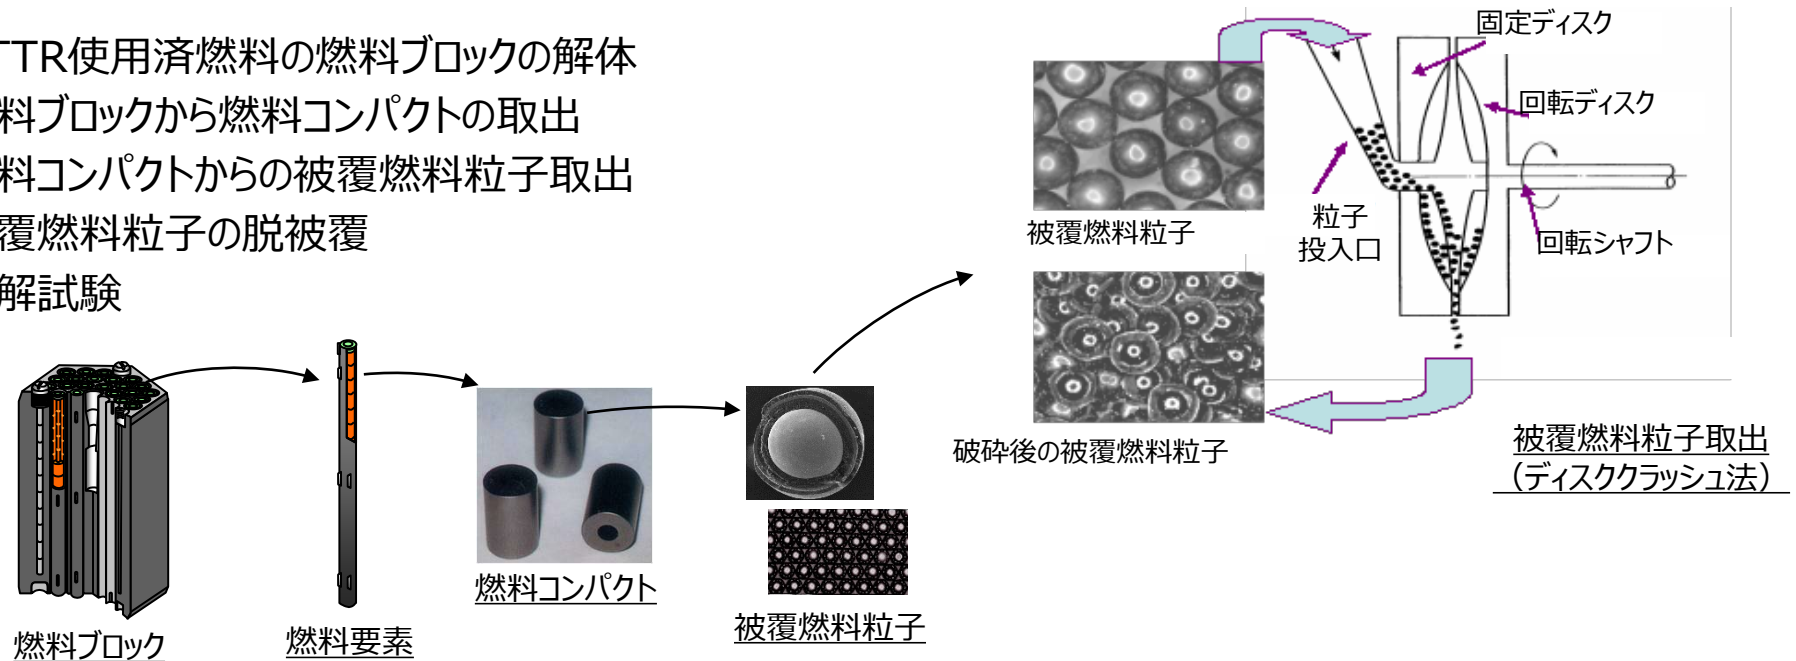 TTR使用済燃料の燃料ブロックの解体
料ブロックから燃料コンパクトの取出
料コンパクトからの被覆燃料粒子取出
覆燃料粒子の脱被覆
解試験
燃料ブロック
燃料要素
燃料コンパクト
被覆燃料粒子
被覆燃料粒子
破砕後の被覆燃料粒子
固定ディスク
回転ディスク
粒子
投入口
回転シャフト
被覆燃料粒子取出
（ディスククラッシュ法）